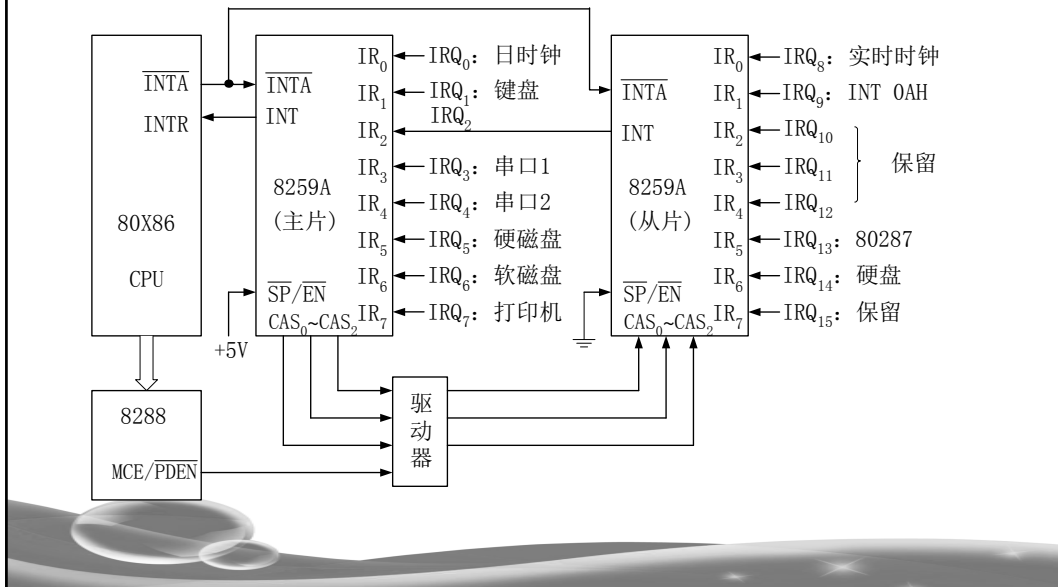 INTA
INTR
80X86
CPU
8288
MCE/PDEN
+5V
INTA
INT
8259A
(主片)
SP/EN
CAS₀~CAS₂
IR₀
IR₁
IR₂
IR₃
IR₄
IR₅
IR₆
IR₇
IRQ₀: 日时钟
IRQ₁: 键盘
IRQ₂
IRQ₃: 串口1
IRQ₄: 串口2
IRQ₅: 硬磁盘
IRQ₆: 软磁盘
IRQ₇: 打印机
驱
动
器
INTA
INT
8259A
(从片)
SP/EN
CAS₀~CAS₂
IR₀
IR₁
IR₂
IR₃
IR₄
IR₅
IR₆
IR₇
IRQ₈: 实时时钟
IRQ₉: INT 0AH
IRQ₁₀
IRQ₁₁
IRQ₁₂
保留
IRQ₁₃: 80287
IRQ₁₄: 硬盘
IRQ₁₅: 保留